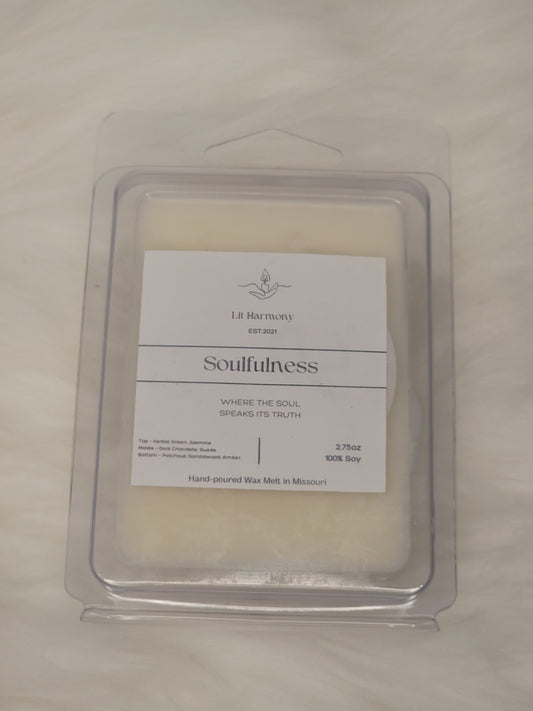 Lit Harmony
EST.2021
Soulfulness
WHERE THE SOUL
SPEAKS ITS TRUTH
Top - Herbal Green, Jasmine
Middle - Dark Chocolate, Suede
Bottom - Patchouli, Sandalwood, Amber
2.75oz
100% Soy
Hand-poured Wax Melt in Missouri